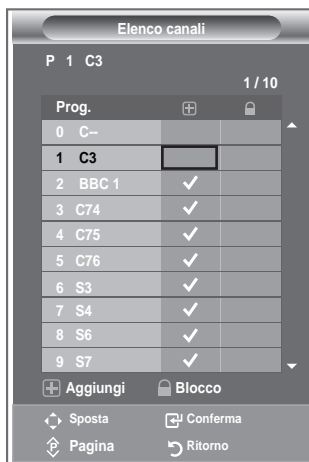 Elenco canali
P 1 C3
1 / 10
Prog.
0 C--
1 C3
2 BBC 1
3 C74
4 C75
5 C76
6 S3
7 S4
8 S6
9 S7
Aggiungi Blocco
Sposta Conferma
P Pagina Ritorno